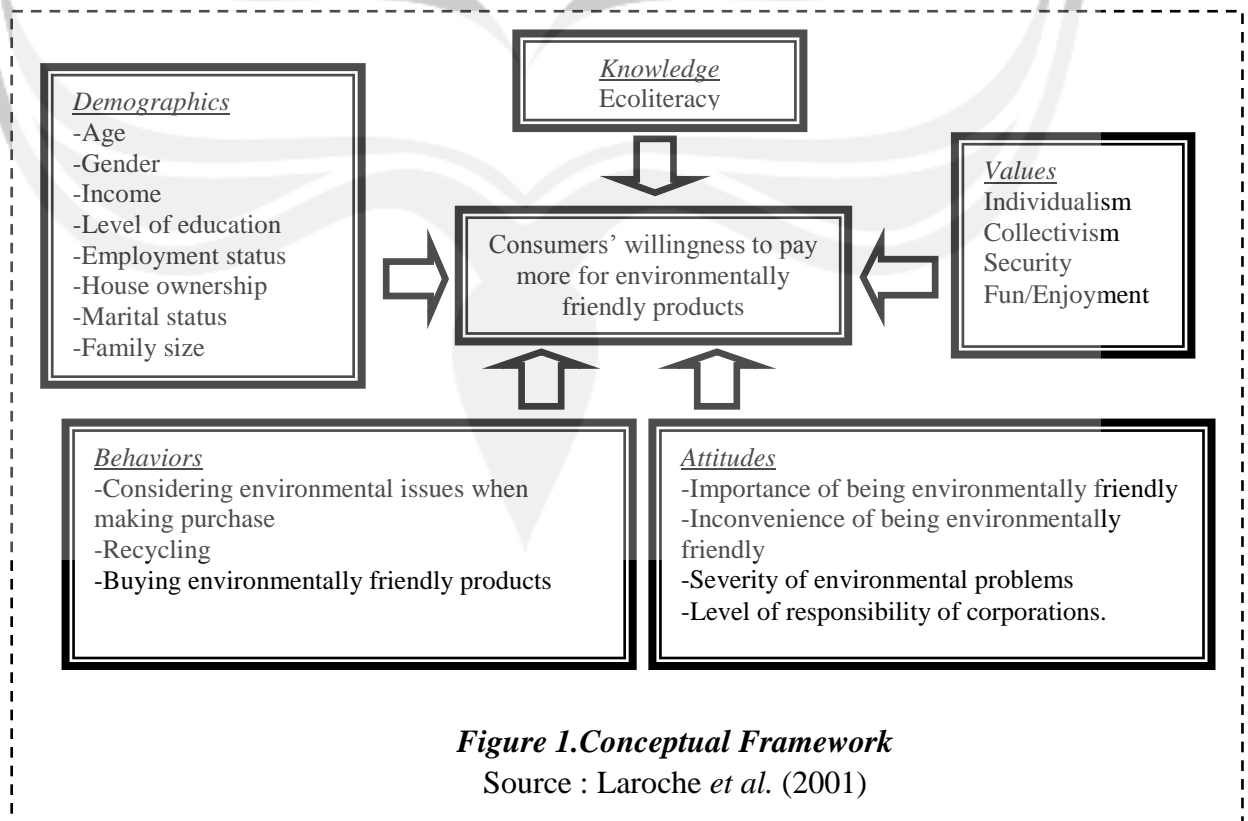 Knowledge
Ecoliteracy
Demographics
-Age
-Gender
-Income
-Level of education
-Employment status
-House ownership
-Marital status
-Family size
Consumers’ willingness to pay
more for environmentally
friendly products
Values
Individualism
Collectivism
Security
Fun/Enjoyment
Behaviors
-Considering environmental issues when
making purchase
-Recycling
-Buying environmentally friendly products
Attitudes
-Importance of being environmentally friendly
-Inconvenience of being environmentally
friendly
-Severity of environmental problems
-Level of responsibility of corporations.
Figure 1.Conceptual Framework
Source : Laroche et al. (2001)